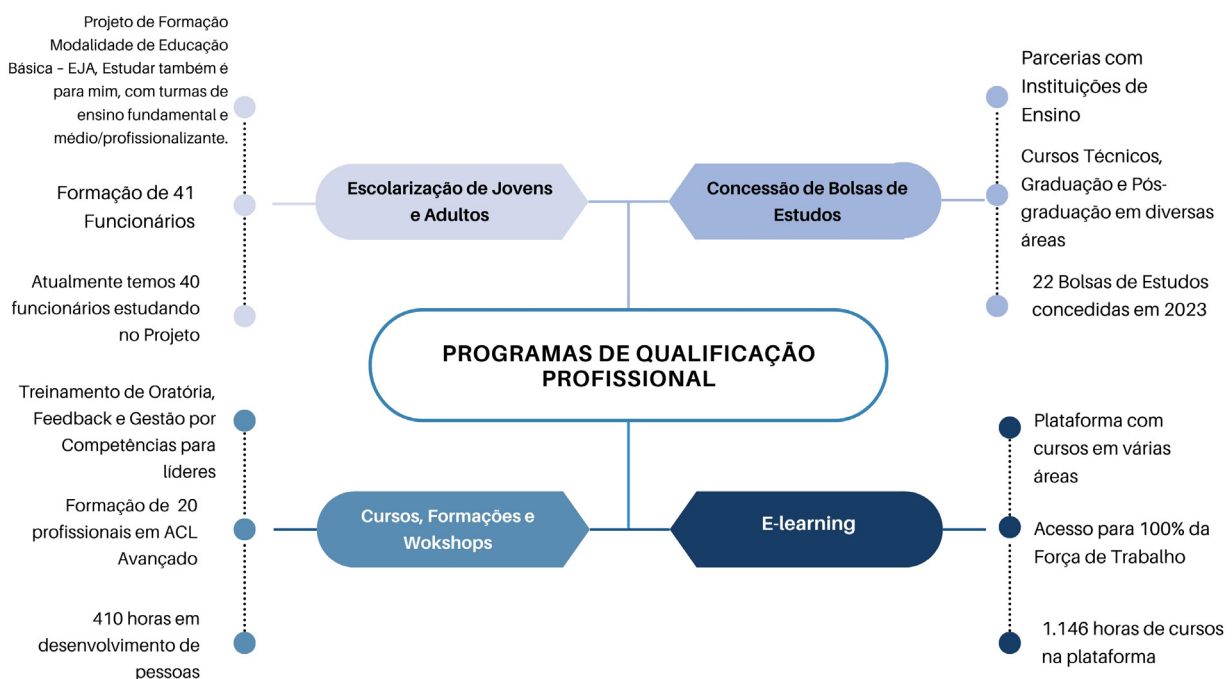 Projeto de Formação
Modalidade de Educação
Básica – EJA, Estudar também é
para mim, com turmas de
ensino fundamental e
médio/profissionalizante.
Formação de 41
Funcionários
Atualmente temos 40
funcionários estudando
no Projeto
Escolarização de Jovens
e Adultos
Concessão de Bolsas de
Estudos
Parcerias com
Instituições de
Ensino
Cursos Técnicos,
Graduação e Pós-
graduação em diversas
áreas
22 Bolsas de Estudos
concedidas em 2023
PROGRAMAS DE QUALIFICAÇÃO
PROFISSIONAL
Treinamento de Oratória,
Feedback e Gestão por
Competências para
líderes
Formação de 20
profissionais em ACL
Avançado
410 horas em
desenvolvimento de
pessoas
Cursos, Formações e
Wokshops
E-learning
Plataforma com
cursos em várias
áreas
Acesso para 100% da
Força de Trabalho
1.146 horas de cursos
na plataforma